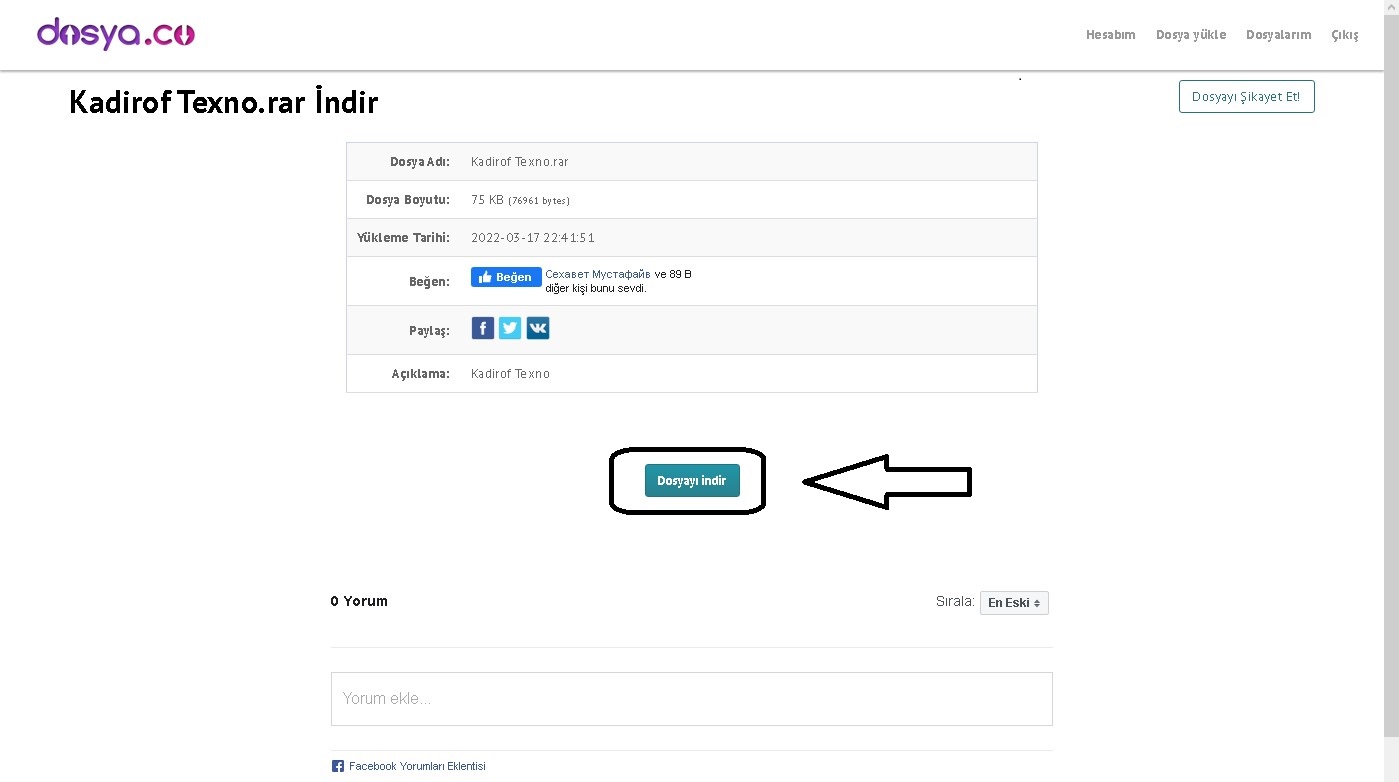 dosya.co
Hesabım Dosya yükle Dosyalarım Çıkış
Kadirof Texno.rar İndir
Dosyayı Şikayet Et!
Dosya Adı: Kadirof Texno.rar
Dosya Boyutu: 75 KB (76961 bytes)
Yükleme Tarihi: 2022-03-17 22:41:51
Beğen: Beğen Сехавет Мустафайв ve 89 B
diğer kişi bunu sevdi.
Paylaş:
Açıklama: Kadirof Texno
Dosyayı indir
0 Yorum
Sırala: En Eski
Yorum ekle...
Facebook Yorumları Eklentisi